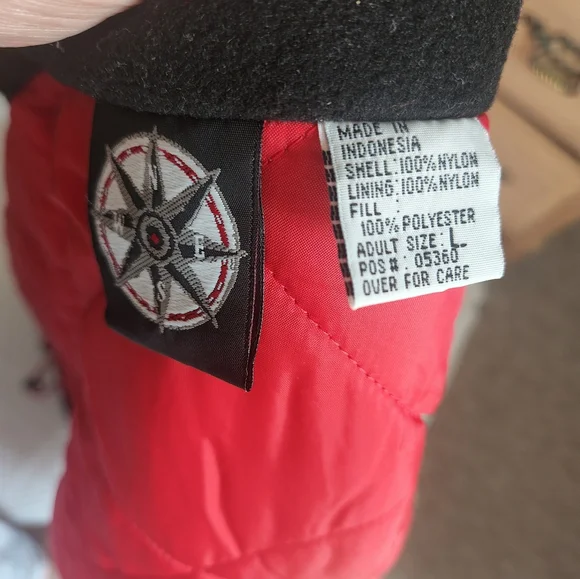 MADE IN
INDONESIA
SHELL:100%NYLON
LINING:100%NYLON
FILL :
100% POLYESTER
ADULT SIZE: L
POS #: 05360
OVER FOR CARE
E